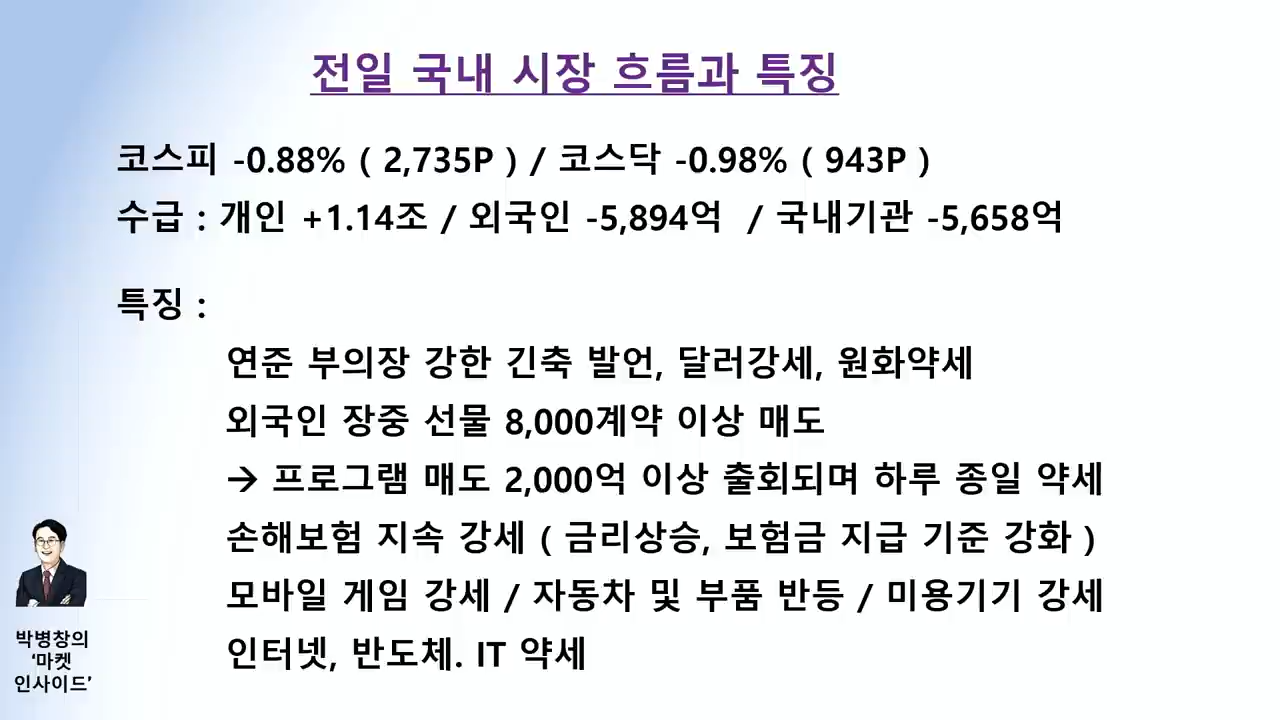 전일 국내 시장 흐름과 특징
코스피 -0.88% ( 2,735P ) / 코스닥 -0.98% ( 943P )
수급 : 개인 +1.14조 / 외국인 -5,894억 / 국내기관 -5,658억
특징 :
연준 부의장 강한 긴축 발언, 달러강세, 원화약세
외국인 장중 선물 8,000계약 이상 매도
→ 프로그램 매도 2,000억 이상 출회되며 하루 종일 약세
손해보험 지속 강세 ( 금리상승, 보험금 지급 기준 강화 )
모바일 게임 강세 / 자동차 및 부품 반등 / 미용기기 강세
인터넷, 반도체. IT 약세
박병창의
‘마켓
인사이드’